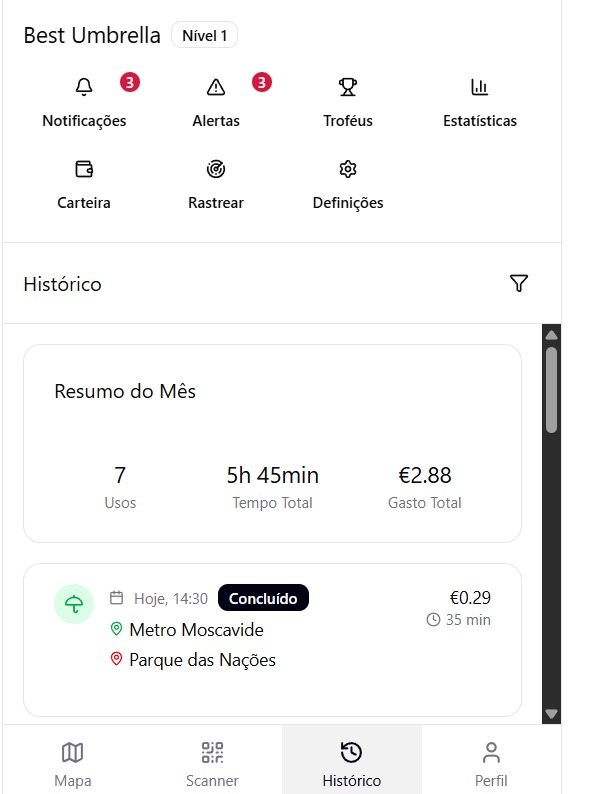 Best Umbrella Nível 1
3 3
Notificações Alertas Troféus Estatísticas
Carteira Rastrear Definições
Histórico
Resumo do Mês
7 5h 45min €2.88
Usos Tempo Total Gasto Total
Hoje, 14:30 Concluído €0.29
Metro Moscavide 35 min
Parque das Nações
Mapa Scanner Histórico Perfil